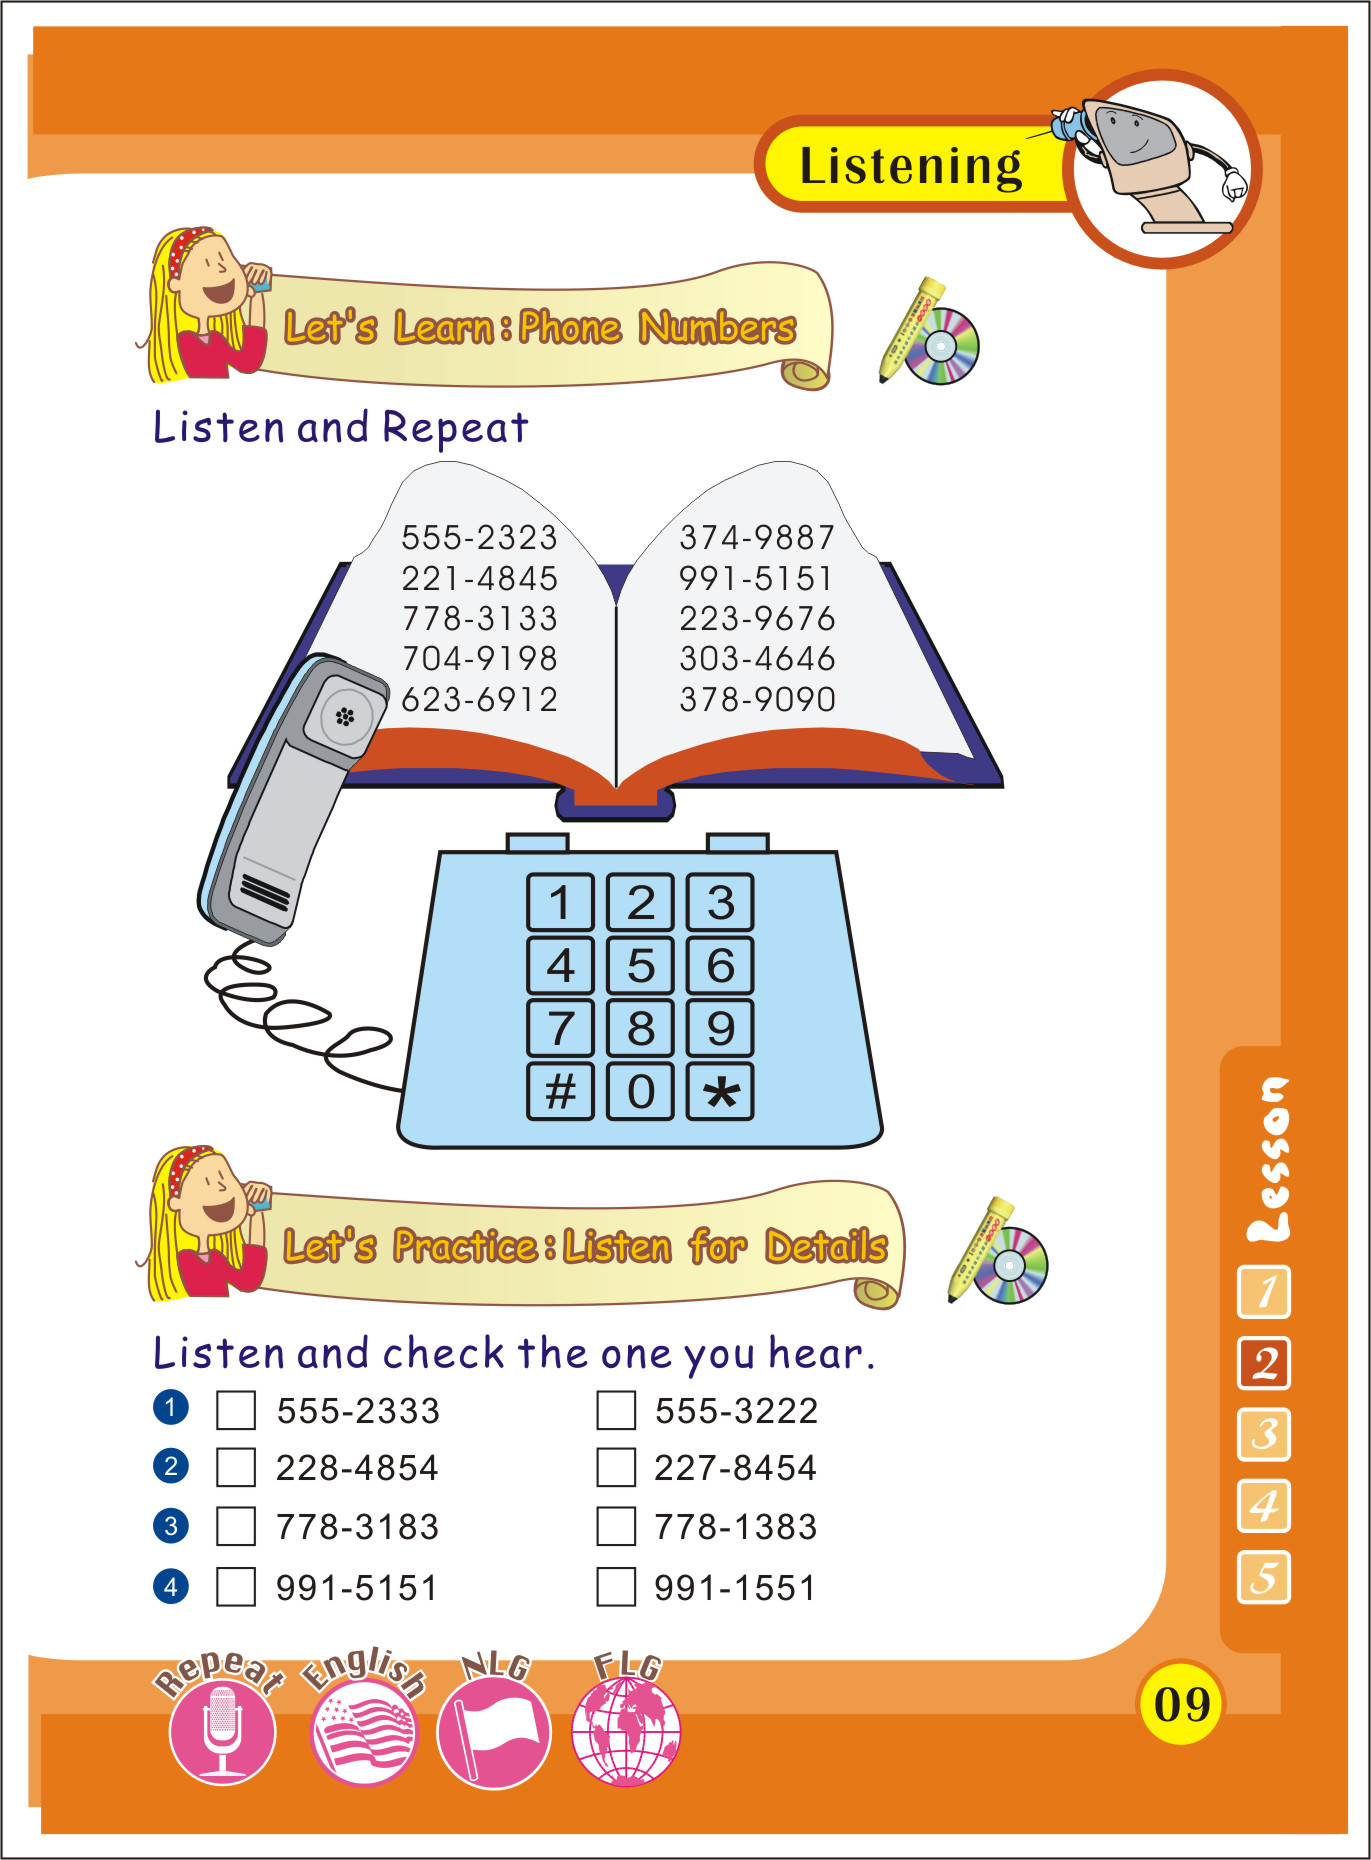 Listening
Let's Learn: Phone Numbers
Listen and Repeat
555-2323
221-4845
778-3133
704-9198
623-6912
374-9887
991-5151
223-9676
303-4646
378-9090
1 2 3
4 5 6
7 8 9
# 0 *
Let's Practice: Listen for Details
Listen and check the one you hear.
1 555-2333 555-3222
2 228-4854 227-8454
3 778-3183 778-1383
4 991-5151 991-1551
Lesson
1
2
3
4
5
Repeat English NLG FLG
09